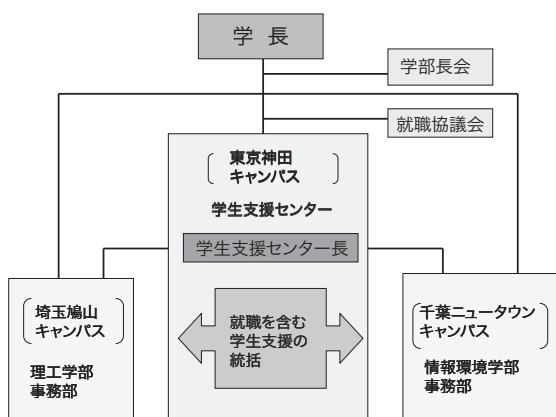 学 長
学部長会
就職協議会
東京神田
キャンパス
学生支援センター
学生支援センター長
就職を含む
学生支援の
統括
埼玉鳩山
キャンパス
理工学部
事務部
千葉ニュータウン
キャンパス
情報環境学部
事務部